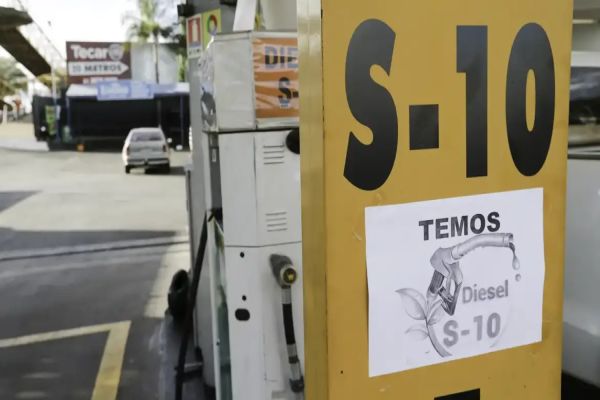 Tecar
10 METROS
DIESEL
S-
S-10
TEMOS
Diesel
S-10